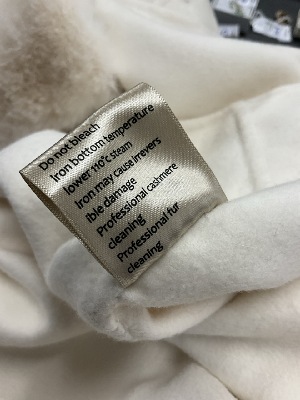 Do not bleach
Iron bottom temperature
lower 110°C steam
Iron may cause irrevers
ible damage
Professional cashmere
cleaning
Professional fur
cleaning